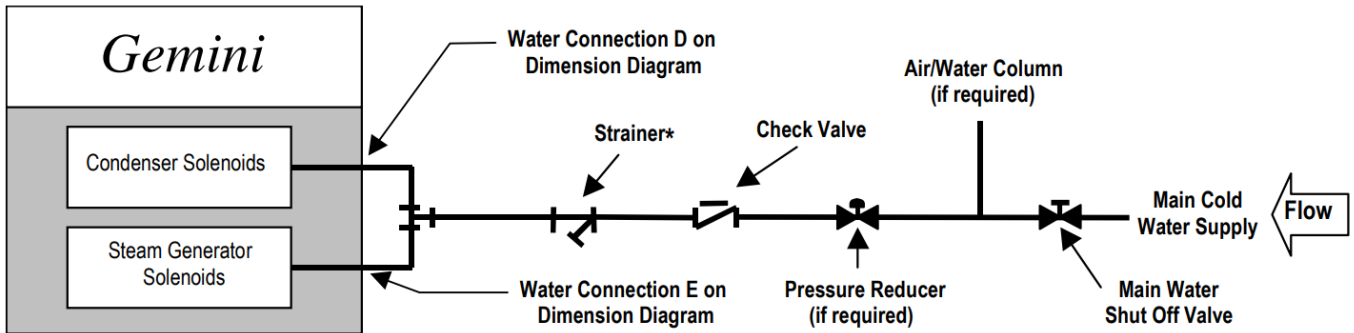 Gemini
Water Connection D on
Dimension Diagram
Air/Water Column
(if required)
Strainer*
Check Valve
Condenser Solenoids
Main Cold
Water Supply
Flow
Steam Generator
Solenoids
Water Connection E on
Dimension Diagram
Pressure Reducer
(if required)
Main Water
Shut Off Valve